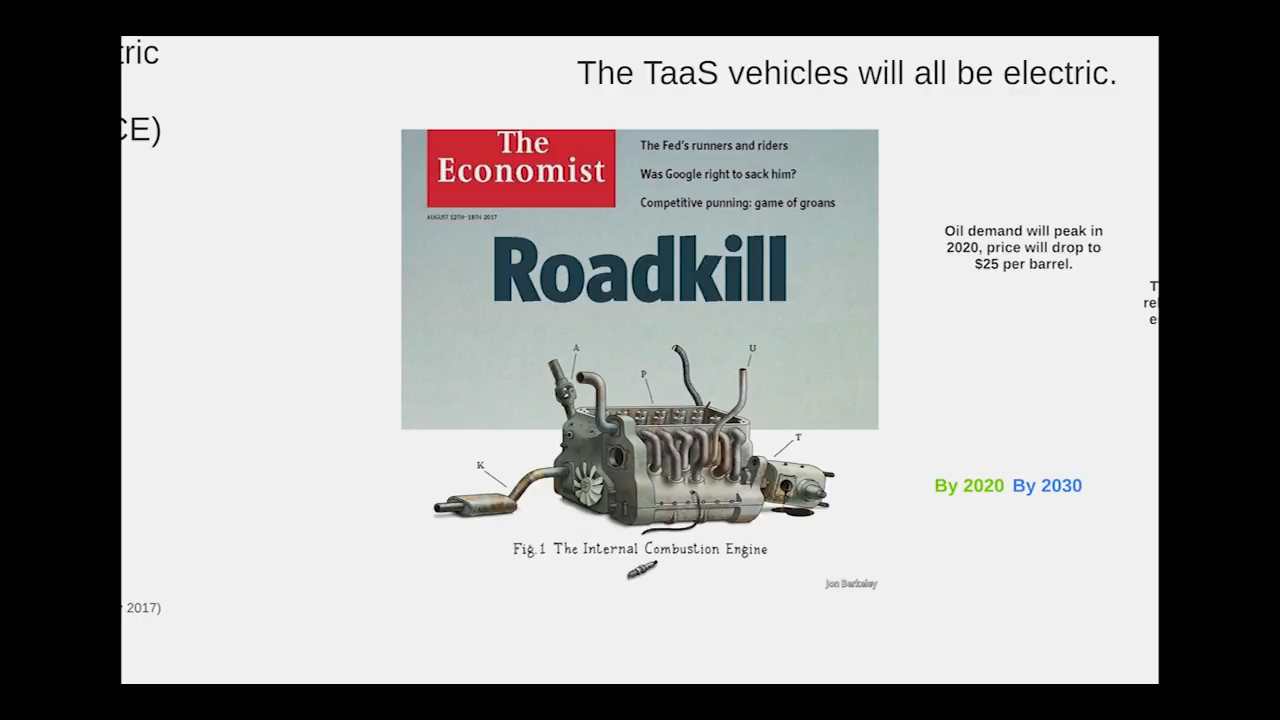 tric
CE)
The TaaS vehicles will all be electric.
The
Economist
AUGUST 12TH-18TH 2017
The Fed's runners and riders
Was Google right to sack him?
Competitive punning: game of groans
Roadkill
A
P
U
K
T
Fig.1 The Internal Combustion Engine
Jon Berkeley
Oil demand will peak in
2020, price will drop to
$25 per barrel.
T
rel
e
By 2020 By 2030
2017)